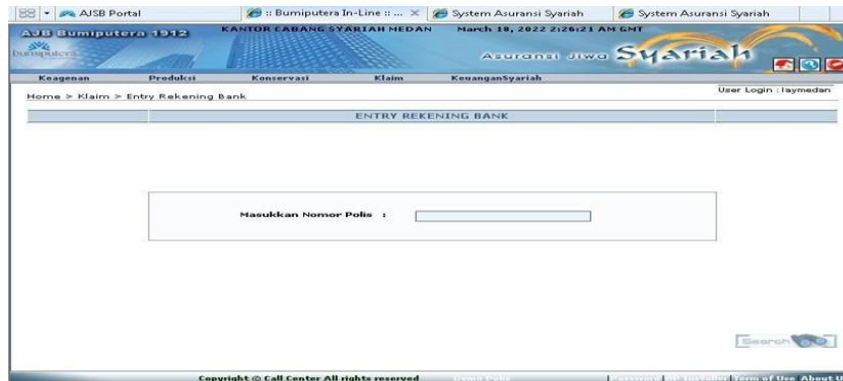 AJSB Portal :: Bumiputera In-Line :: ... System Asuransi Syariah System Asuransi Syariah
AJB Bumiputera 1912 KANTOR CABANG SYARIAH MEDAN March 18, 2022 2:26:21 AM GMT
bumiputera Asuransi Jiwa Syariah
Keagenan Produksi Konservasi Klaim KeuanganSyariah
Home > Klaim > Entry Rekening Bank User Login : laymedan
ENTRY REKENING BANK
Masukkan Nomor Polis :
Search
Copyright © Call Center All rights reserved Term of Use About U